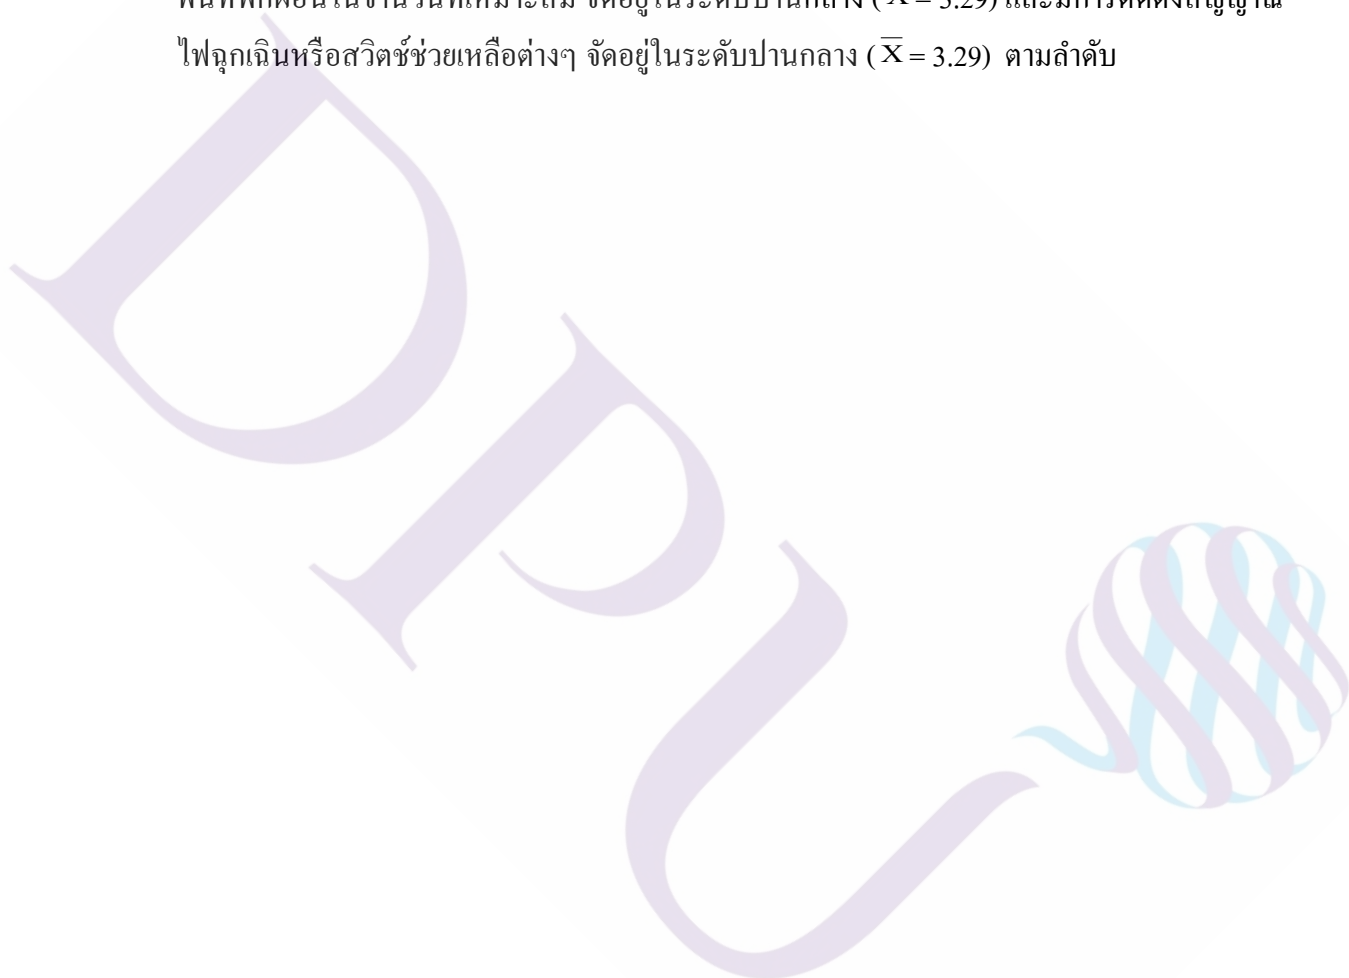 พื้นที่พักผ่อนในจำนวนที่เหมาะสม จัดอยู่ในระดับปานกลาง ( X̄ = 3.29) และมีการติดตั้งสัญญาณ
ไฟฉุกเฉินหรือสวิตช์ช่วยเหลือต่างๆ จัดอยู่ในระดับปานกลาง ( X̄ = 3.29) ตามลำดับ
DPU